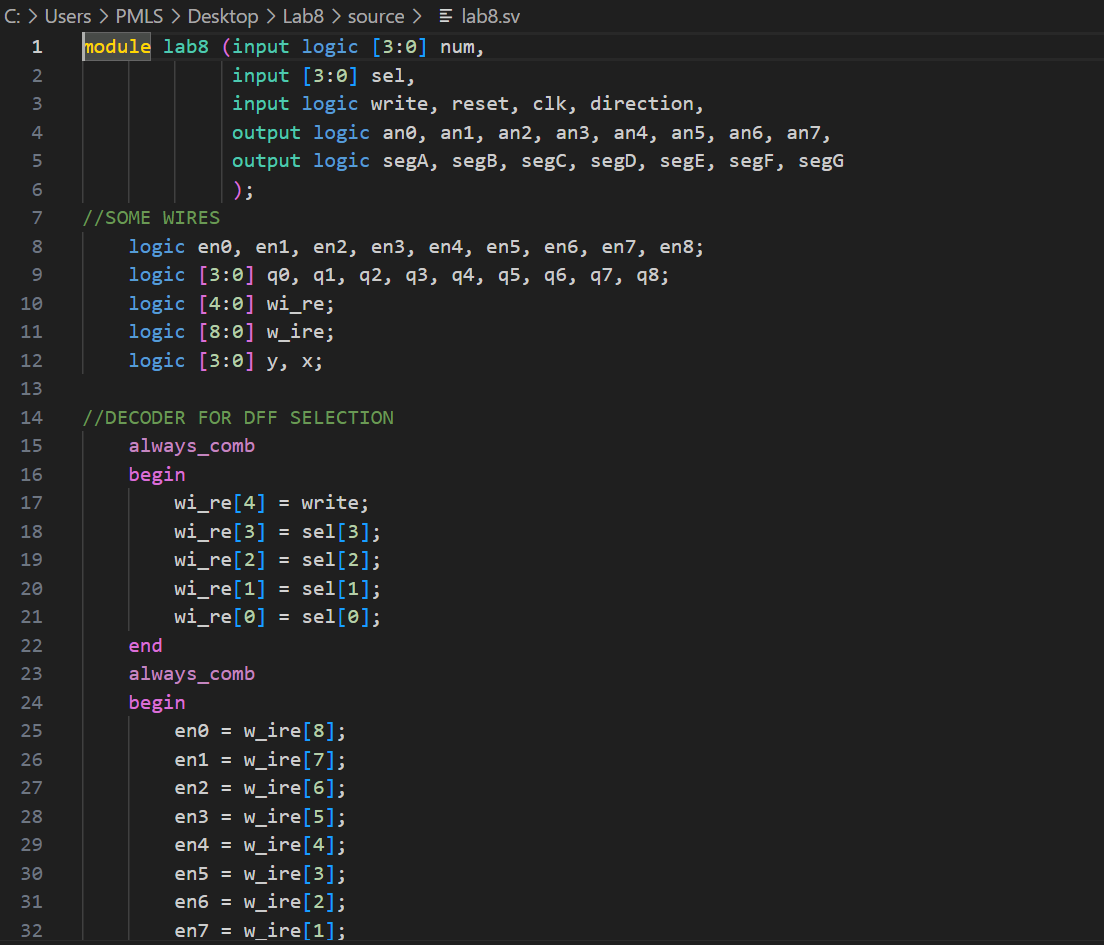 C: > Users > PMLS > Desktop > Lab8 > source > lab8.sv
1 module lab8 (input logic [3:0] num,
2 input [3:0] sel,
3 input logic write, reset, clk, direction,
4 output logic an0, an1, an2, an3, an4, an5, an6, an7,
5 output logic segA, segB, segC, segD, segE, segF, segG
6 );
7 //SOME WIRES
8 logic en0, en1, en2, en3, en4, en5, en6, en7, en8;
9 logic [3:0] q0, q1, q2, q3, q4, q5, q6, q7, q8;
10 logic [4:0] wi_re;
11 logic [8:0] w_ire;
12 logic [3:0] y, x;
13
14 //DECODER FOR DFF SELECTION
15 always_comb
16 begin
17 wi_re[4] = write;
18 wi_re[3] = sel[3];
19 wi_re[2] = sel[2];
20 wi_re[1] = sel[1];
21 wi_re[0] = sel[0];
22 end
23 always_comb
24 begin
25 en0 = w_ire[8];
26 en1 = w_ire[7];
27 en2 = w_ire[6];
28 en3 = w_ire[5];
29 en4 = w_ire[4];
30 en5 = w_ire[3];
31 en6 = w_ire[2];
32 en7 = w_ire[1];